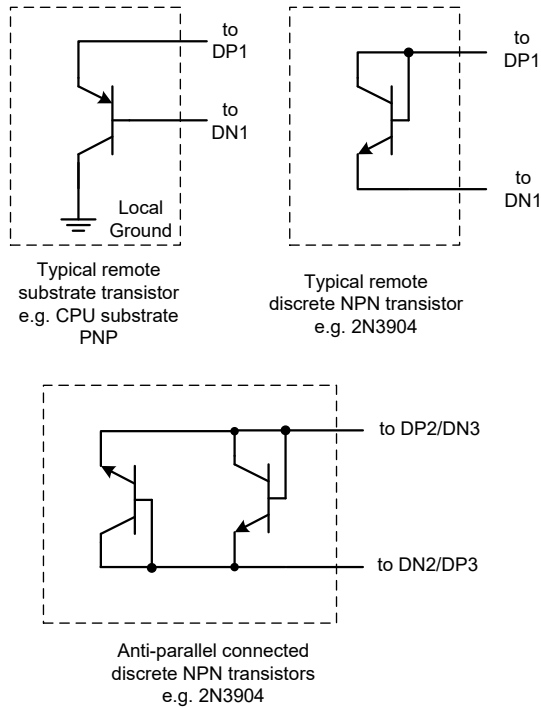 to
DP1
to
DN1
Local
Ground
Typical remote
substrate transistor
e.g. CPU substrate
PNP
to
DP1
to
DN1
Typical remote
discrete NPN transistor
e.g. 2N3904
to DP2/DN3
to DN2/DP3
Anti-parallel connected
discrete NPN transistors
e.g. 2N3904